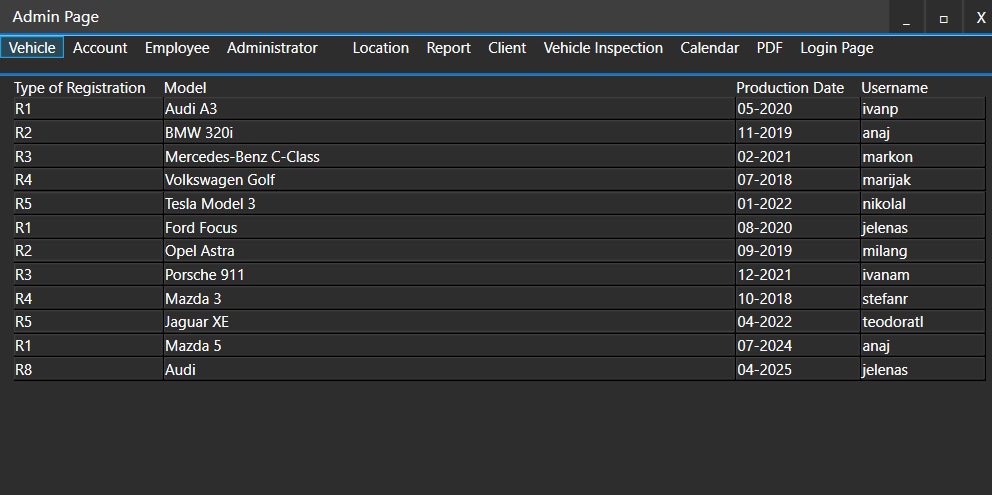 Admin Page _ □ X
Vehicle Account Employee Administrator Location Report Client Vehicle Inspection Calendar PDF Login Page
Type of Registration Model Production Date Username
R1 Audi A3 05-2020 ivanp
R2 BMW 320i 11-2019 anaj
R3 Mercedes-Benz C-Class 02-2021 markon
R4 Volkswagen Golf 07-2018 marijak
R5 Tesla Model 3 01-2022 nikolal
R1 Ford Focus 08-2020 jelenas
R2 Opel Astra 09-2019 milang
R3 Porsche 911 12-2021 ivanam
R4 Mazda 3 10-2018 stefanr
R5 Jaguar XE 04-2022 teodoratl
R1 Mazda 5 07-2024 anaj
R8 Audi 04-2025 jelenas